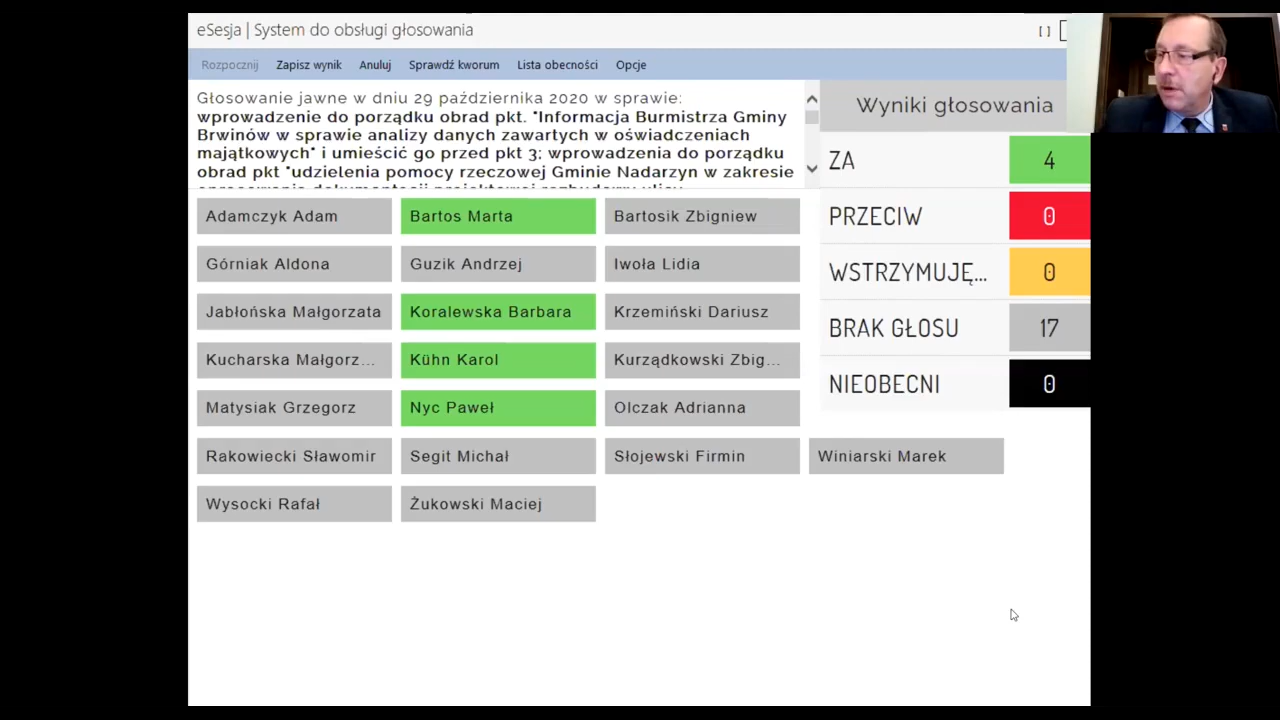 eSesja | System do obsługi głosowania
Rozpocznij Zapisz wynik Anuluj Sprawdź kworum Lista obecności Opcje
Głosowanie jawne w dniu 29 października 2020 w sprawie:
wprowadzenie do porządku obrad pkt. "Informacja Burmistrza Gminy
Brwinów w sprawie analizy danych zawartych w oświadczeniach
majątkowych" i umieścić go przed pkt 3; wprowadzenia do porządku
obrad pkt "udzielenia pomocy rzeczowej Gminie Nadarzyn w zakresie
Wyniki głosowania
ZA 4
PRZECIW 0
WSTRZYMUJĘ... 0
BRAK GŁOSU 17
NIEOBECNI 0
Adamczyk Adam Bartos Marta Bartosik Zbigniew
Górniak Aldona Guzik Andrzej Iwoła Lidia
Jabłońska Małgorzata Koralewska Barbara Krzemiński Dariusz
Kucharska Małgorz... Kühn Karol Kurządkowski Zbig...
Matysiak Grzegorz Nyc Paweł Olczak Adrianna
Rakowiecki Sławomir Segit Michał Słojewski Firmin Winiarski Marek
Wysocki Rafał Żukowski Maciej